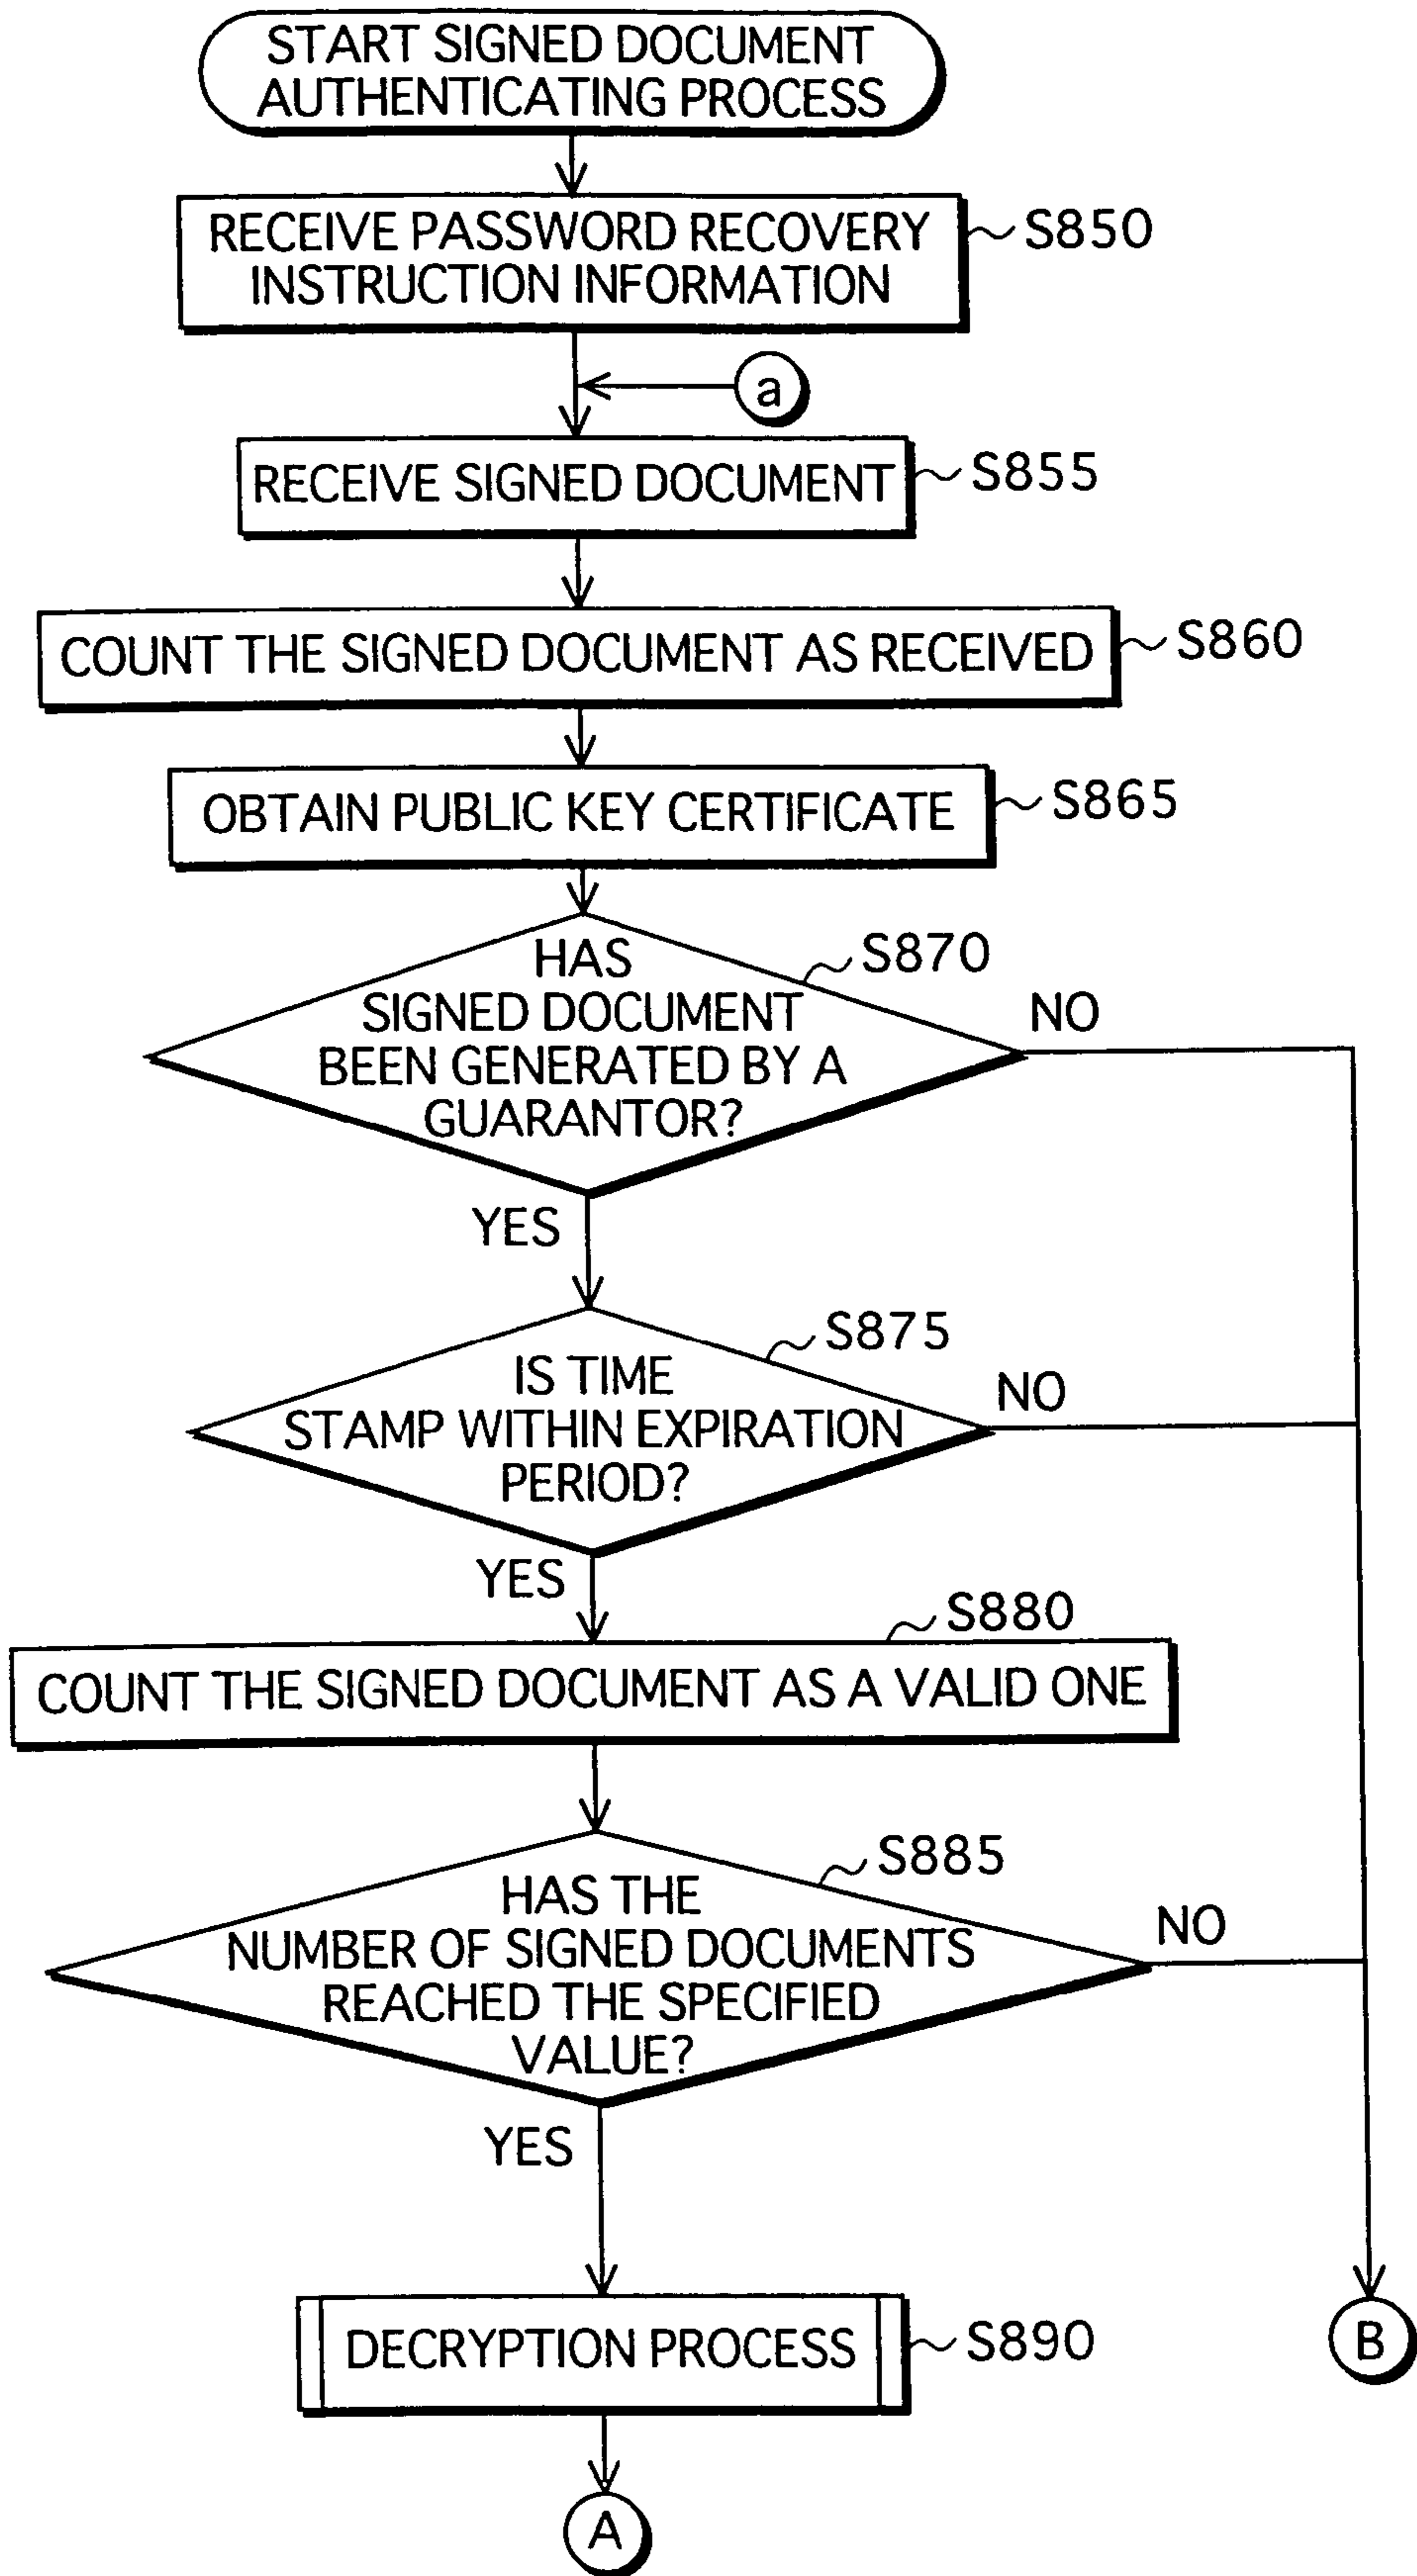 START SIGNED DOCUMENT
AUTHENTICATING PROCESS
RECEIVE PASSWORD RECOVERY
INSTRUCTION INFORMATION
S850
a
RECEIVE SIGNED DOCUMENT
S855
COUNT THE SIGNED DOCUMENT AS RECEIVED
S860
OBTAIN PUBLIC KEY CERTIFICATE
S865
S870
HAS
SIGNED DOCUMENT
BEEN GENERATED BY A
GUARANTOR?
NO
YES
S875
IS TIME
STAMP WITHIN EXPIRATION
PERIOD?
NO
YES
S880
COUNT THE SIGNED DOCUMENT AS A VALID ONE
S885
HAS THE
NUMBER OF SIGNED DOCUMENTS
REACHED THE SPECIFIED
VALUE?
NO
YES
DECRYPTION PROCESS
S890
B
A